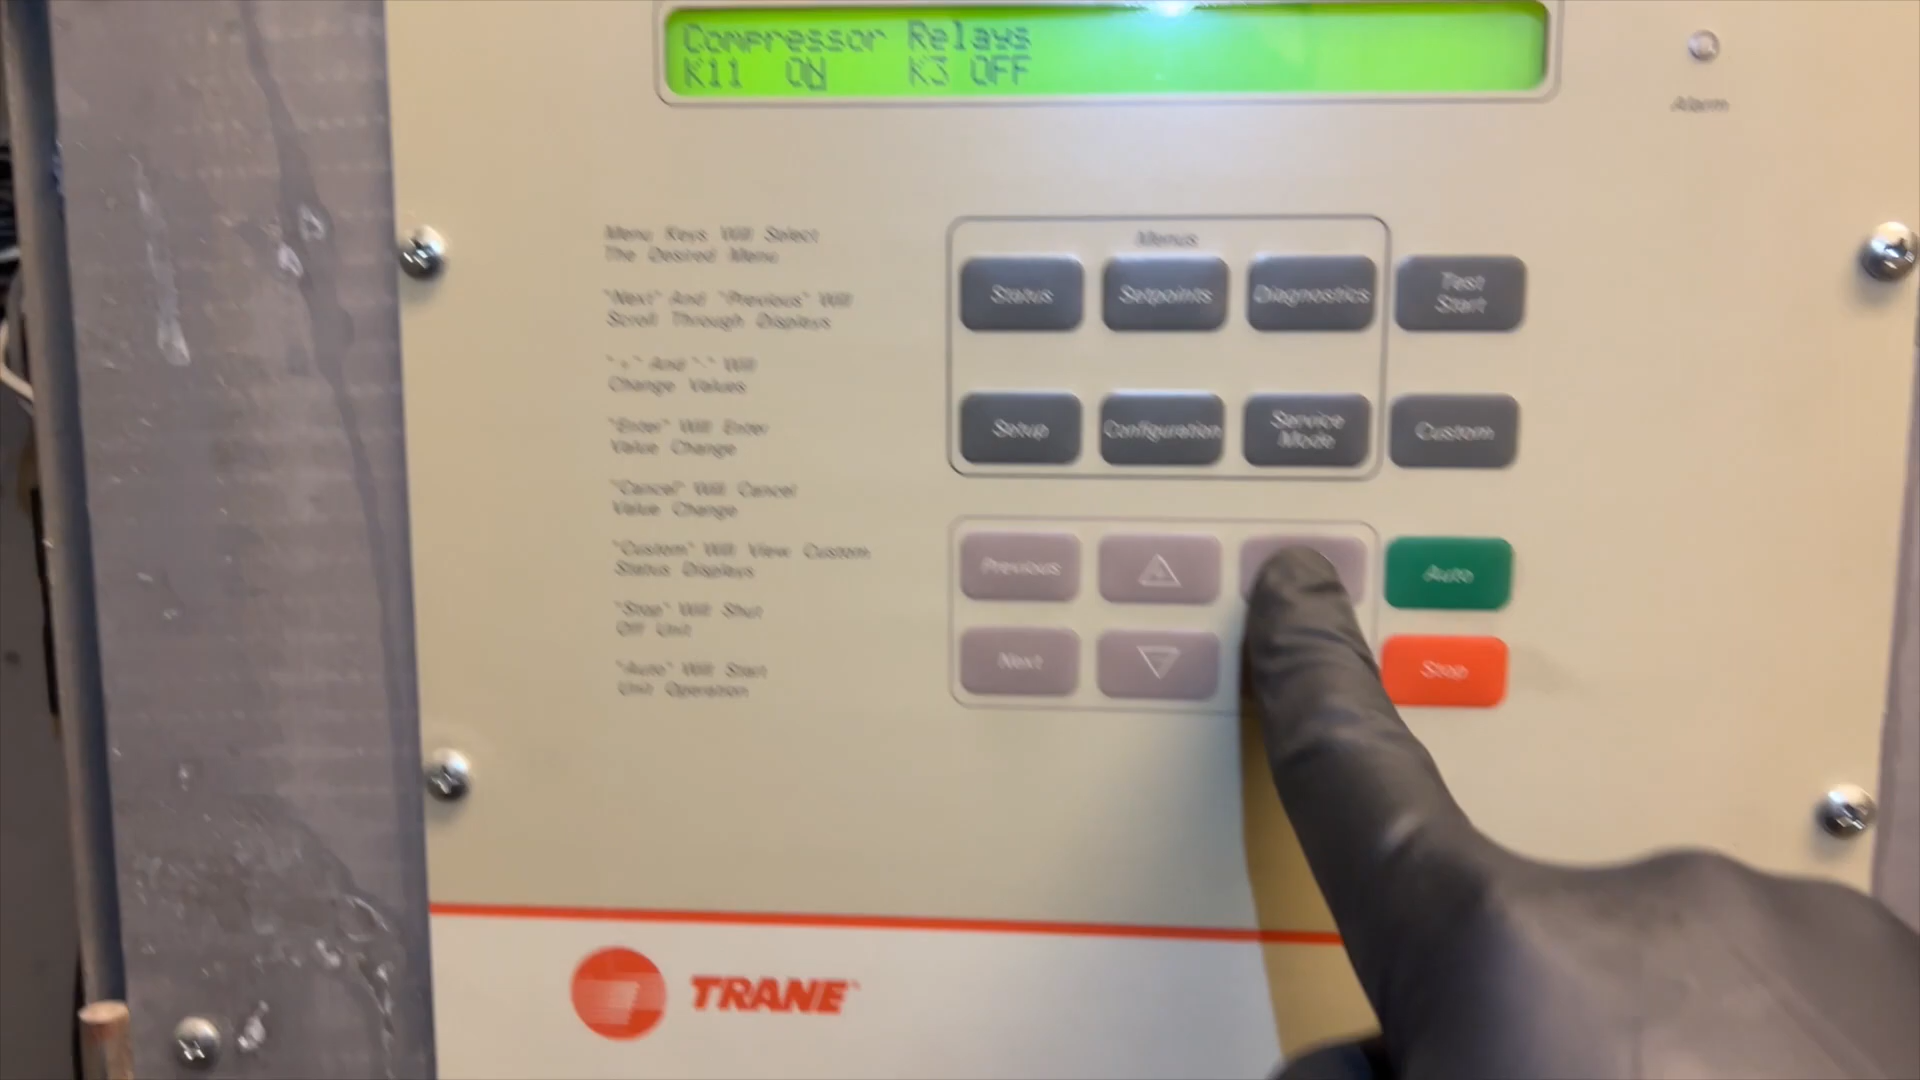 Compressor Relays
K11 ON K3 OFF
Alarm
Menu Keys Will Select
The Desired Menu
"Next" And "Previous" Will
Scroll Through Displays
"+" And "-" Will
Change Values
"Enter" Will Enter
Value Change
"Cancel" Will Cancel
Value Change
"Custom" Will View Custom
Status Displays
"Stop" Will Shut
Off Unit
"Auto" Will Start
Unit Operation
Menus
Status
Setpoints
Diagnostics
Test
Start
Setup
Configuration
Service
Mode
Custom
Previous
+
Auto
Next
-
Stop
TRANE